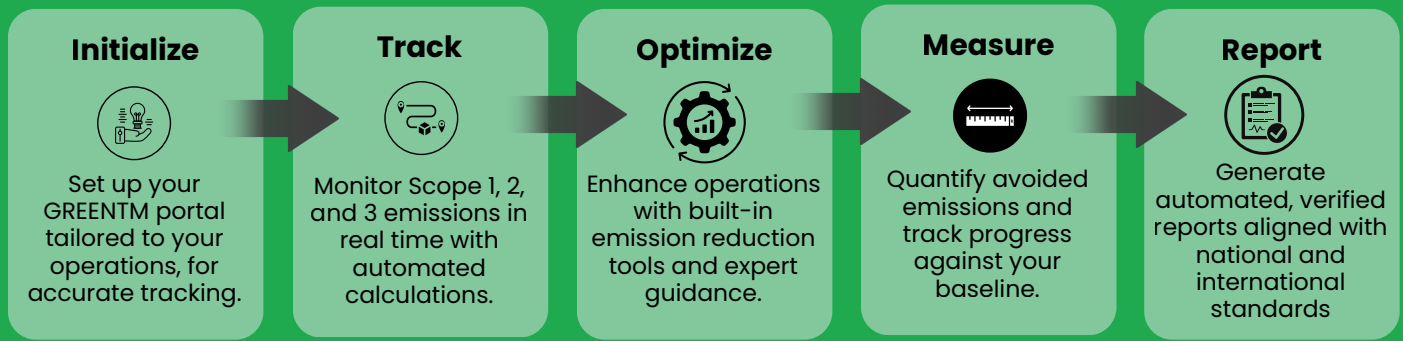 Initialize
Set up your
GREENTM portal
tailored to your
operations, for
accurate tracking.
Track
Monitor Scope 1, 2,
and 3 emissions in
real time with
automated
calculations.
Optimize
Enhance operations
with built-in
emission reduction
tools and expert
guidance.
Measure
Quantify avoided
emissions and
track progress
against your
baseline.
Report
Generate
automated, verified
reports aligned with
national and
international
standards